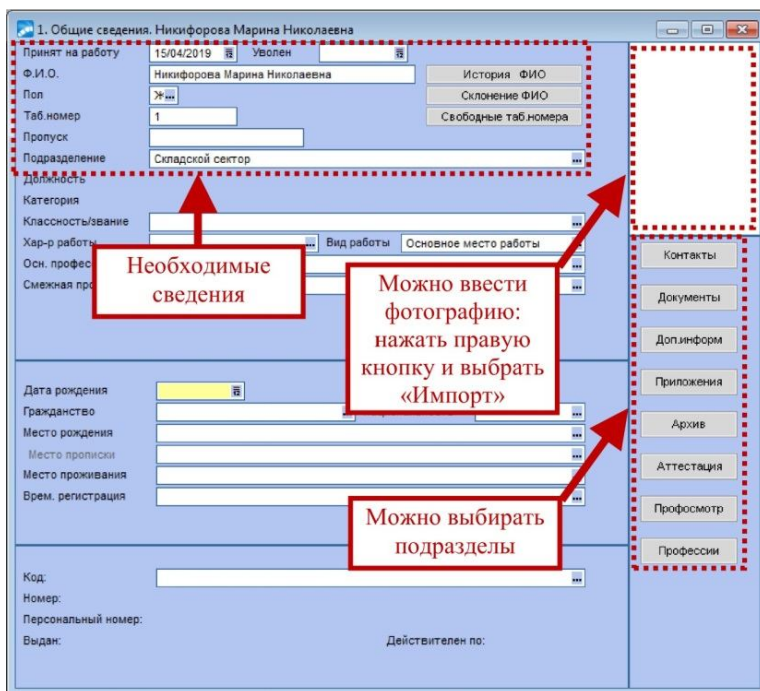 1. Общие сведения. Никифорова Марина Николаевна
Принят на работу 15/04/2019 Уволен
Ф.И.О. Никифорова Марина Николаевна История ФИО
Пол Ж... Склонение ФИО
Таб.номер 1 Свободные таб.номера
Пропуск
Подразделение Складской сектор ...
Должность
Категория
Классность/звание ...
Хар-р работы ... Вид работы Основное место работы
Осн. професс
Смежная про
Необходимые
сведения
Можно ввести
фотографию:
нажать правую
кнопку и выбрать
«Импорт»
Контакты
Документы
Доп.информ
Приложения
Архив
Аттестация
Профосмотр
Профессии
Дата рождения
Гражданство
Место рождения ...
Место прописки ...
Место проживания ...
Врем. регистрация ...
Можно выбирать
подразделы
Код: ...
Номер:
Персональный номер:
Выдан: Действителен по: